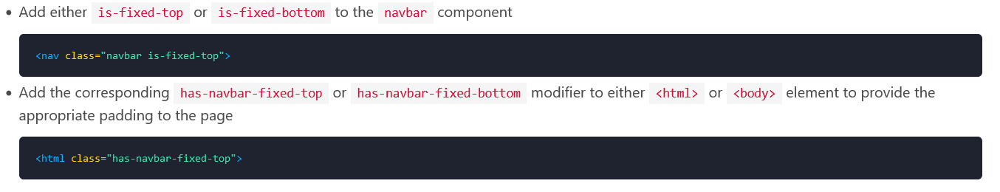 • Add either is-fixed-top or is-fixed-bottom to the navbar component
<nav class="navbar is-fixed-top">
• Add the corresponding has-navbar-fixed-top or has-navbar-fixed-bottom modifier to either <html> or <body> element to provide the
appropriate padding to the page
<html class="has-navbar-fixed-top">